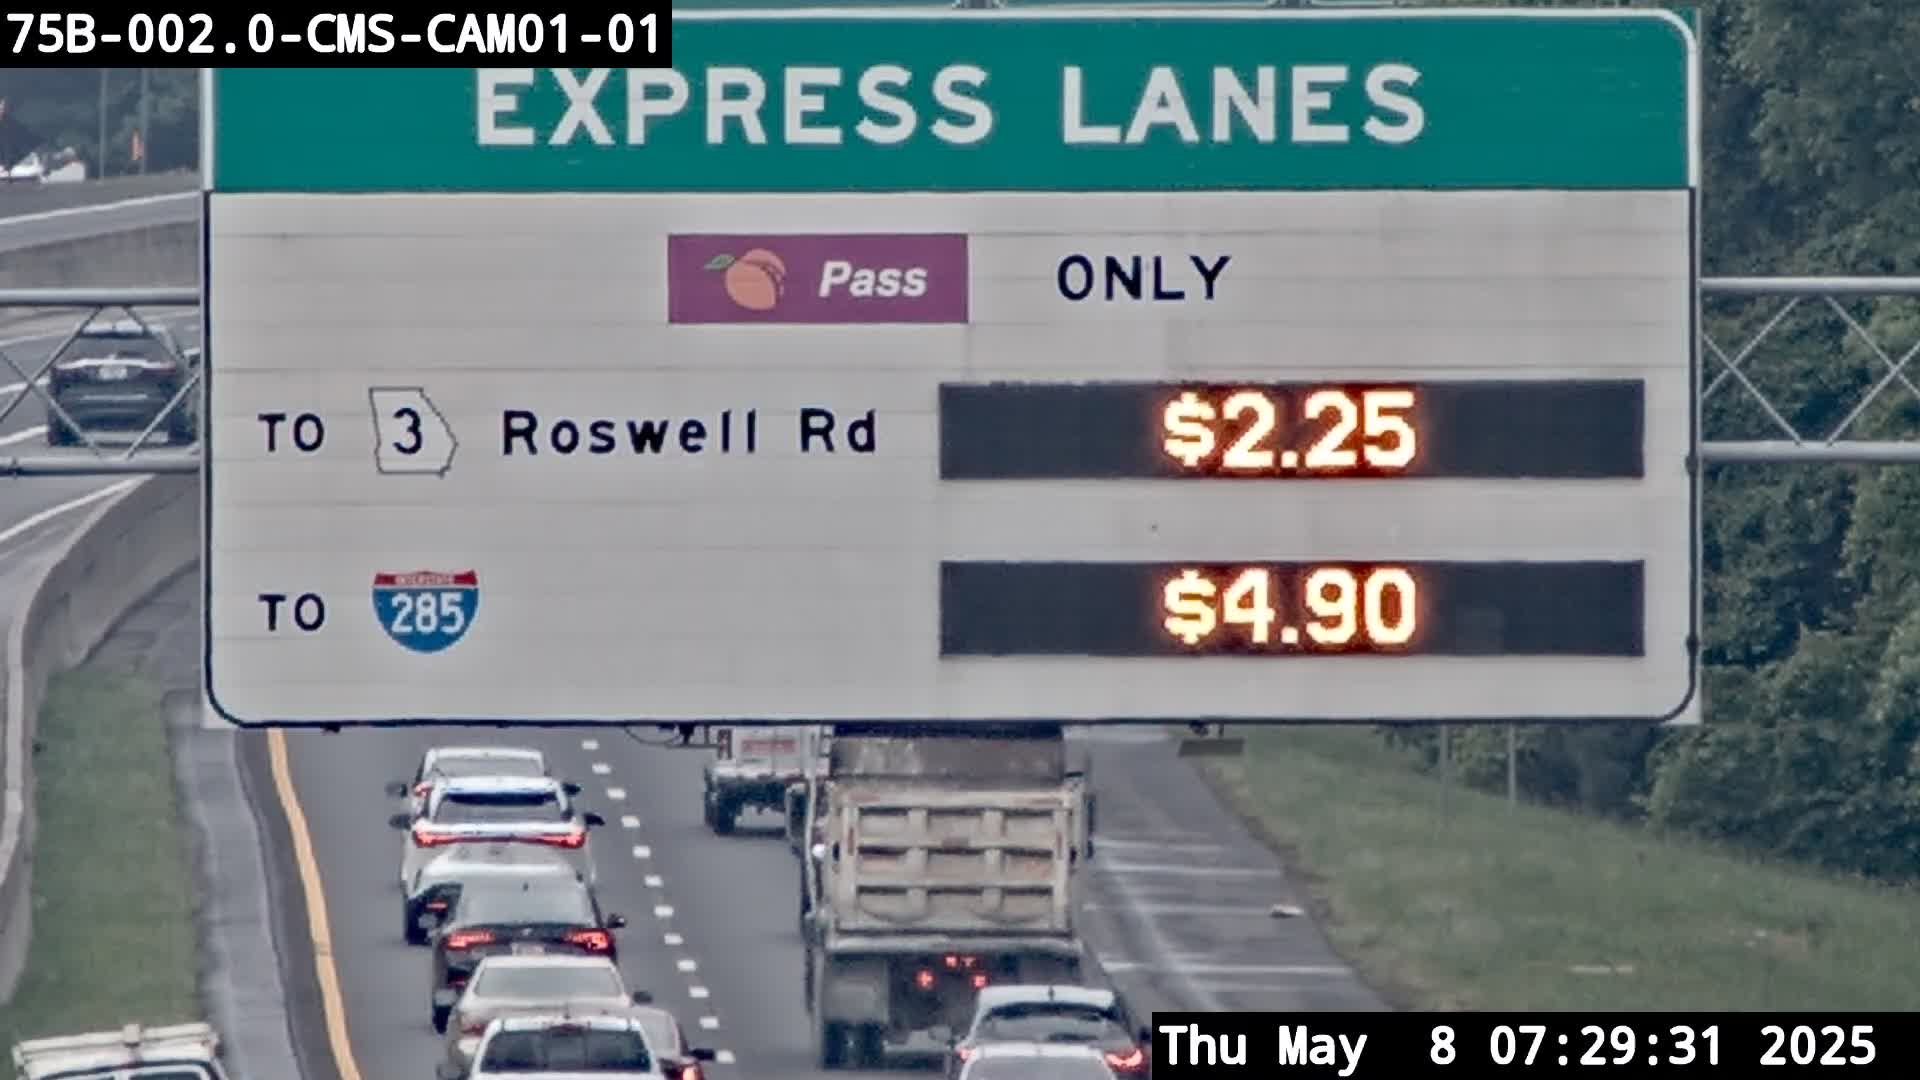 75B-002.0-CMS-CAM01-01
EXPRESS LANES
Pass ONLY
TO 3 Roswell Rd $2.25
INTERSTATE
TO 285 $4.90
Thu May 8 07:29:31 2025